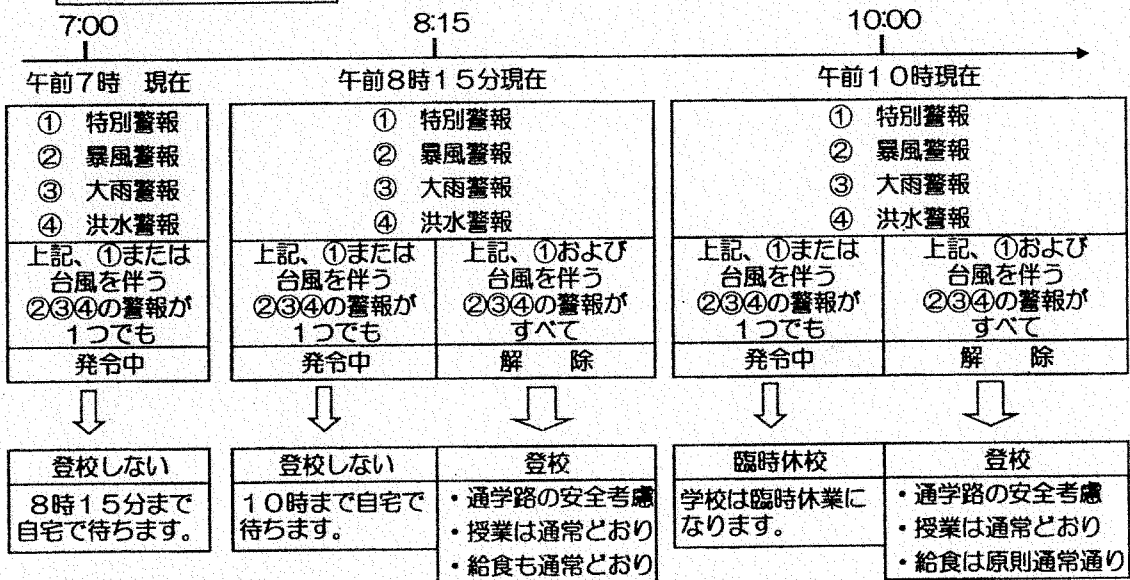 7:00
8:15
10:00
午前7時 現在
午前8時15分現在
午前10時現在
① 特別警報
② 暴風警報
③ 大雨警報
④ 洪水警報
上記、①または
台風を伴う
②③④の警報が
1つでも
発令中
① 特別警報
② 暴風警報
③ 大雨警報
④ 洪水警報
上記、①または
台風を伴う
②③④の警報が
1つでも
発令中
上記、①および
台風を伴う
②③④の警報が
すべて
解 除
① 特別警報
② 暴風警報
③ 大雨警報
④ 洪水警報
上記、①または
台風を伴う
②③④の警報が
1つでも
発令中
上記、①および
台風を伴う
②③④の警報が
すべて
解 除
登校しない
8時15分まで
自宅で待ちます。
登校しない
10時まで自宅で
待ちます。
登校
・通学路の安全考慮
・授業は通常どおり
・給食も通常どおり
臨時休校
学校は臨時休業に
なります。
登校
・通学路の安全考慮
・授業は通常どおり
・給食は原則通常通り